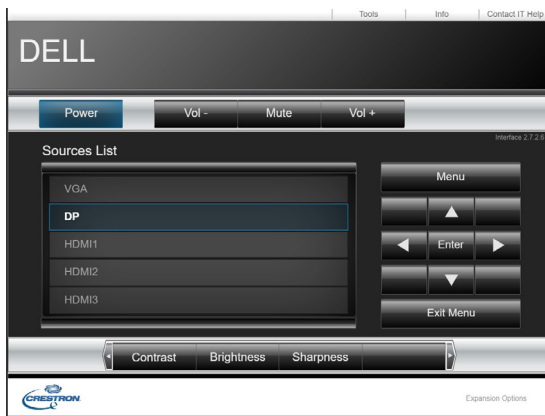 Tools Info Contact IT Help
DELL
Power Vol - Mute Vol +
Interface 2.7.2.6
Sources List
VGA
DP
HDMI1
HDMI2
HDMI3
Menu
Enter
Exit Menu
Contrast Brightness Sharpness
CRESTRON
Expansion Options